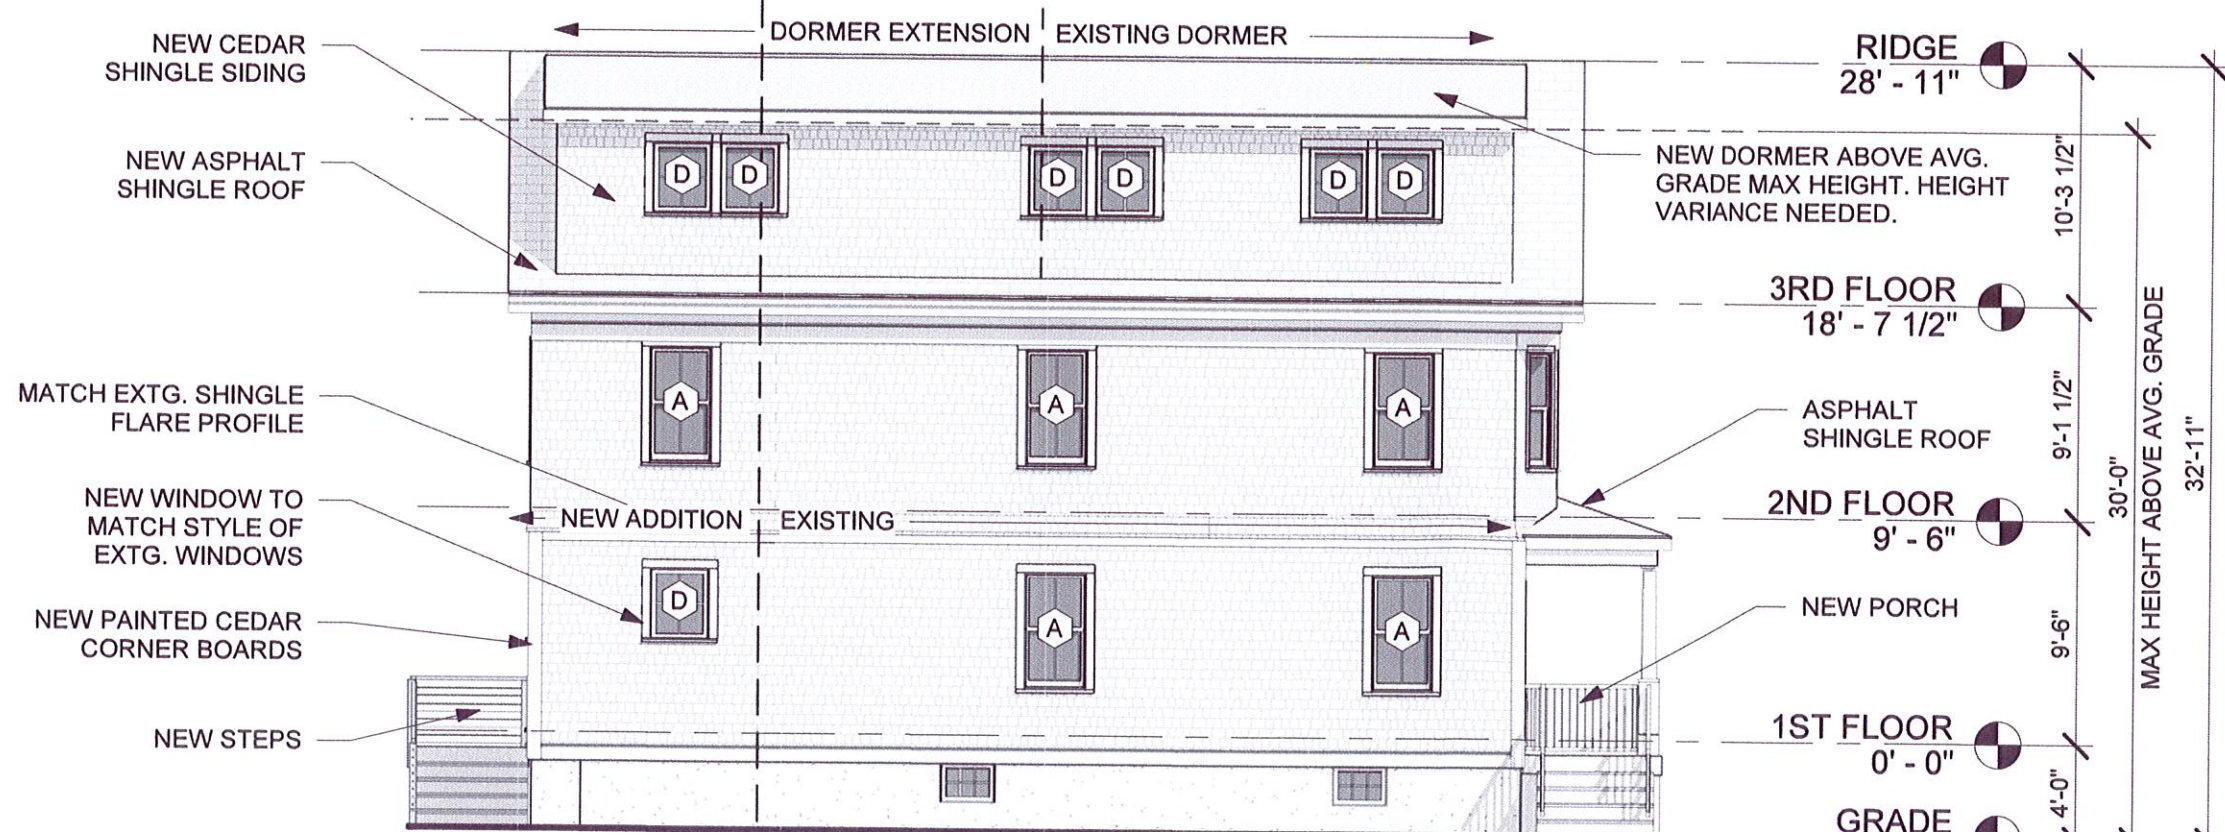 DORMER EXTENSION
EXISTING DORMER
NEW CEDAR
SHINGLE SIDING
NEW ASPHALT
SHINGLE ROOF
MATCH EXTG. SHINGLE
FLARE PROFILE
NEW WINDOW TO
MATCH STYLE OF
EXTG. WINDOWS
NEW PAINTED CEDAR
CORNER BOARDS
NEW STEPS
D
D
D
D
D
D
A
A
A
NEW ADDITION
EXISTING
D
A
A
NEW DORMER ABOVE AVG.
GRADE MAX HEIGHT. HEIGHT
VARIANCE NEEDED.
ASPHALT
SHINGLE ROOF
NEW PORCH
RIDGE
28' - 11"
3RD FLOOR
18' - 7 1/2"
2ND FLOOR
9' - 6"
1ST FLOOR
0' - 0"
GRADE
10'-3 1/2"
9'-1 1/2"
9'-6"
4'-0"
30'-0"
MAX HEIGHT ABOVE AVG. GRADE
32'-11"